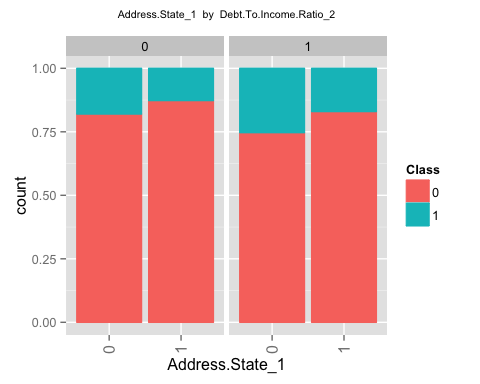 Address.State_1 by Debt.To.Income.Ratio_2
0 1
1.00
0.75
0.50
0.25
0.00
count
0 1 0 1
Address.State_1
Class
0
1